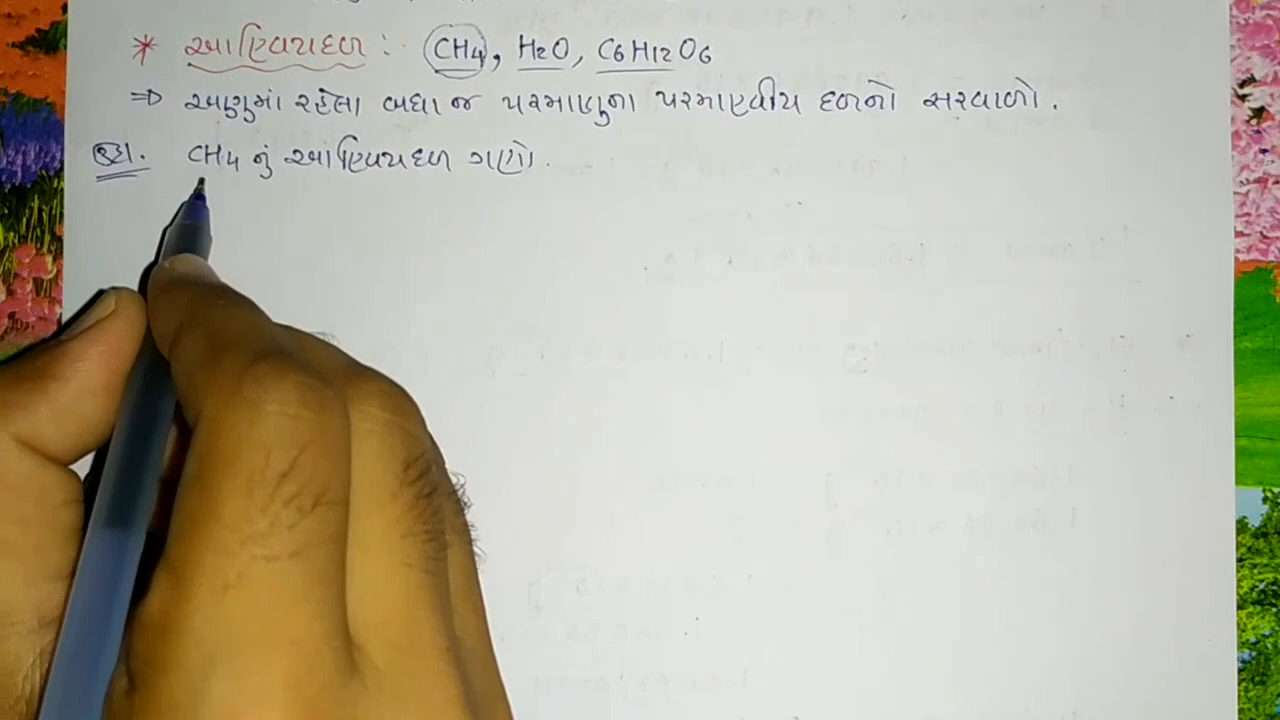 * આણ્વિયદળ : CH4, H2O, C6H12O6
⇒ અણુમાં રહેલા બધા જ પરમાણુના પરમાણ્વીય દળનો સરવાળો.
CH4 નું આણ્વિયદળ ગણો.